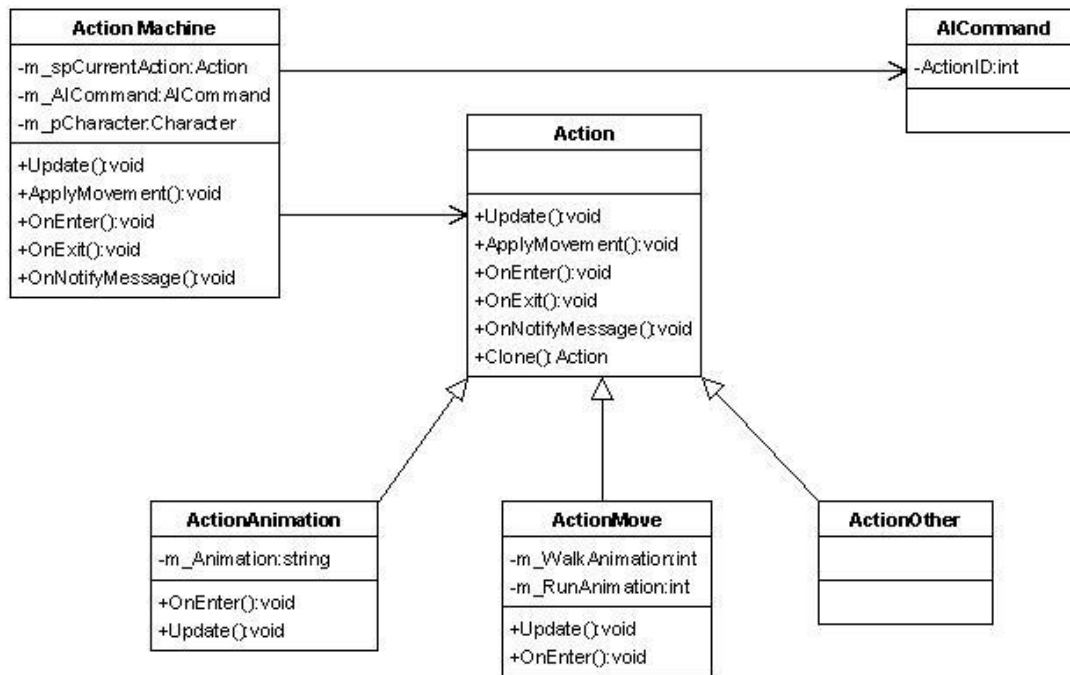 Action Machine
-m_spCurrentAction:Action
-m_AICommand:AICommand
-m_pCharacter:Character
+Update():void
+ApplyMovement():void
+OnEnter():void
+OnExit():void
+OnNotifyMessage():void
AICommand
-ActionID:int
Action
+Update():void
+ApplyMovement():void
+OnEnter():void
+OnExit():void
+OnNotifyMessage():void
+Clone():Action
ActionAnimation
-m_Animation:string
+OnEnter():void
+Update():void
ActionMove
-m_WalkAnimation:int
-m_RunAnimation:int
+Update():void
+OnEnter():void
ActionOther